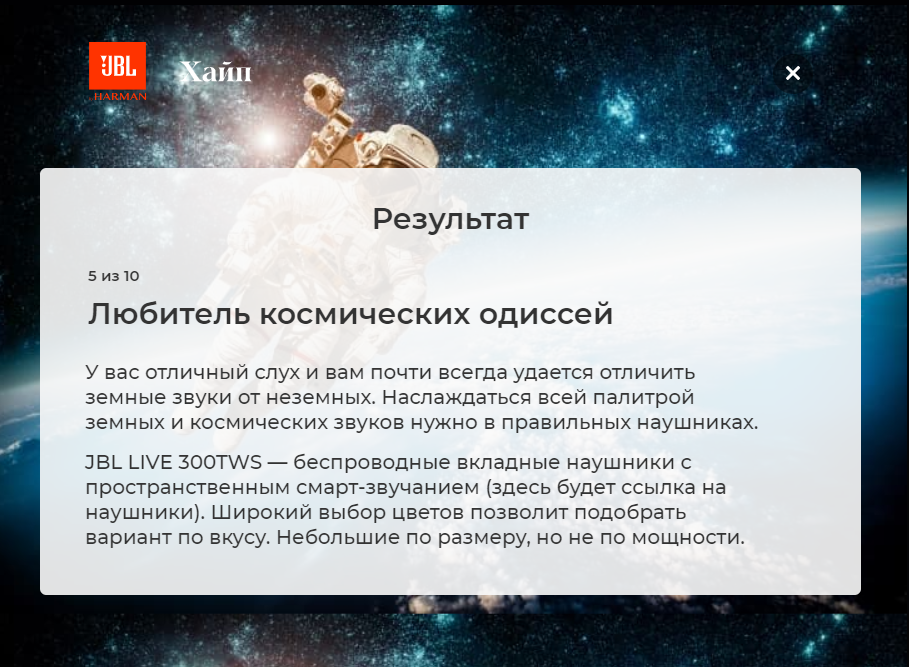 JBL
HARMAN
Хайп
Результат
5 из 10
Любитель космических одиссей
У вас отличный слух и вам почти всегда удается отличить
земные звуки от неземных. Наслаждаться всей палитрой
земных и космических звуков нужно в правильных наушниках.
JBL LIVE 300TWS — беспроводные вкладные наушники с
пространственным смарт-звучанием (здесь будет ссылка на
наушники). Широкий выбор цветов позволит подобрать
вариант по вкусу. Небольшие по размеру, но не по мощности.